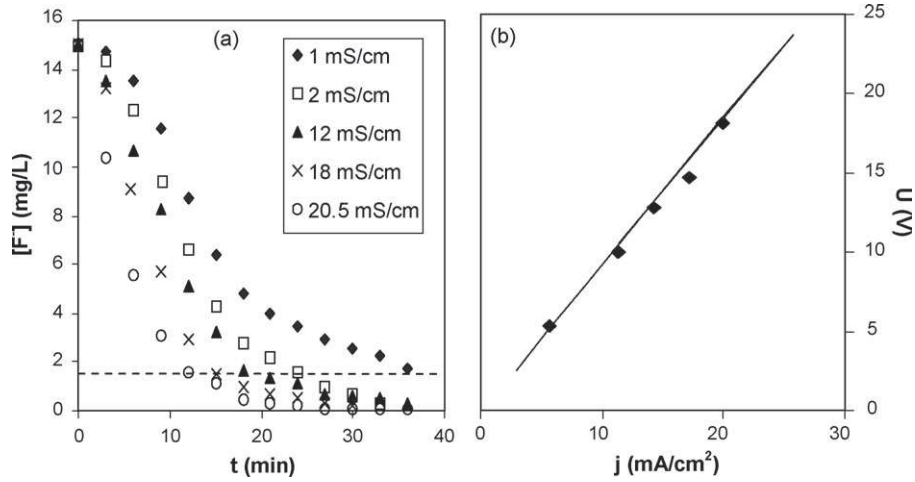 (a)
1 mS/cm
2 mS/cm
12 mS/cm
18 mS/cm
20.5 mS/cm
[F-] (mg/L)
16
14
12
10
8
6
4
2
0
0 10 20 30 40
t (min)
(b)
25
20
15
10
5
0
U (V)
0 10 20 30
j (mA/cm²)